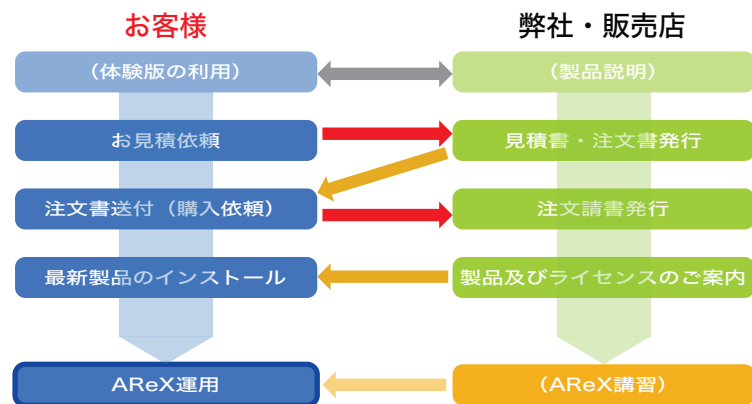 お客様
弊社・販売店
(体験版の利用)
(製品説明)
お見積依頼
見積書・注文書発行
注文書送付（購入依頼）
注文請書発行
最新製品のインストール
製品及びライセンスのご案内
AReX運用
(AReX講習)